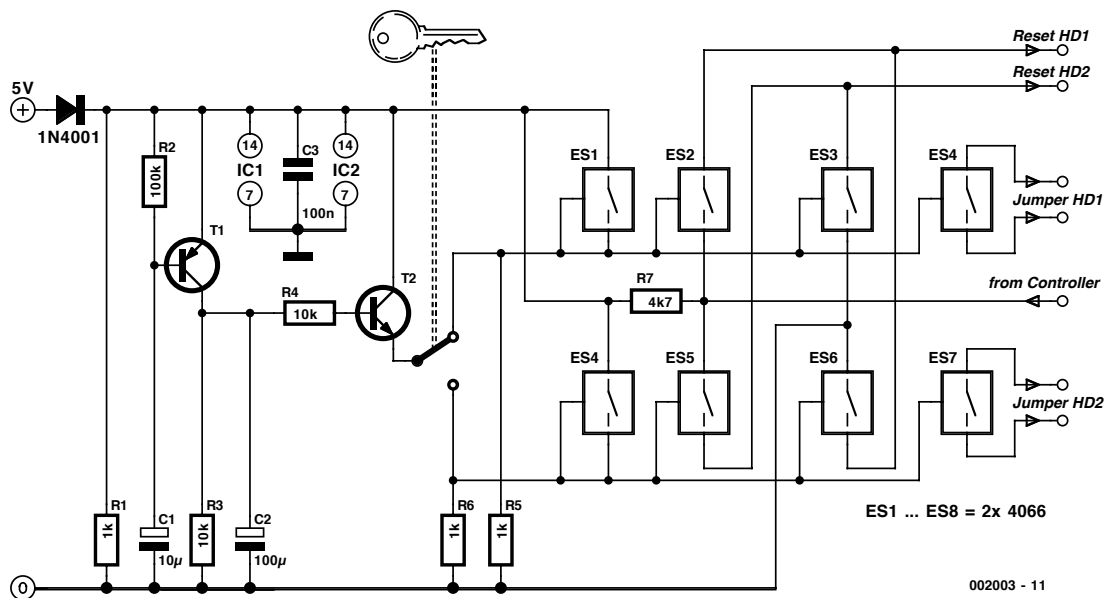 Reset HD1
Reset HD2
5V
1N4001
R2
100k
14
IC1
7
C3
100n
14
IC2
7
T1
ES1
ES2
ES3
ES4
Jumper HD1
R4
10k
T2
R7
4k7
from Controller
ES4
ES5
ES6
ES7
Jumper HD2
R1
1k
C1
10µ
R3
10k
C2
100µ
R6
1k
R5
1k
ES1 ... ES8 = 2x 4066
0
002003 - 11